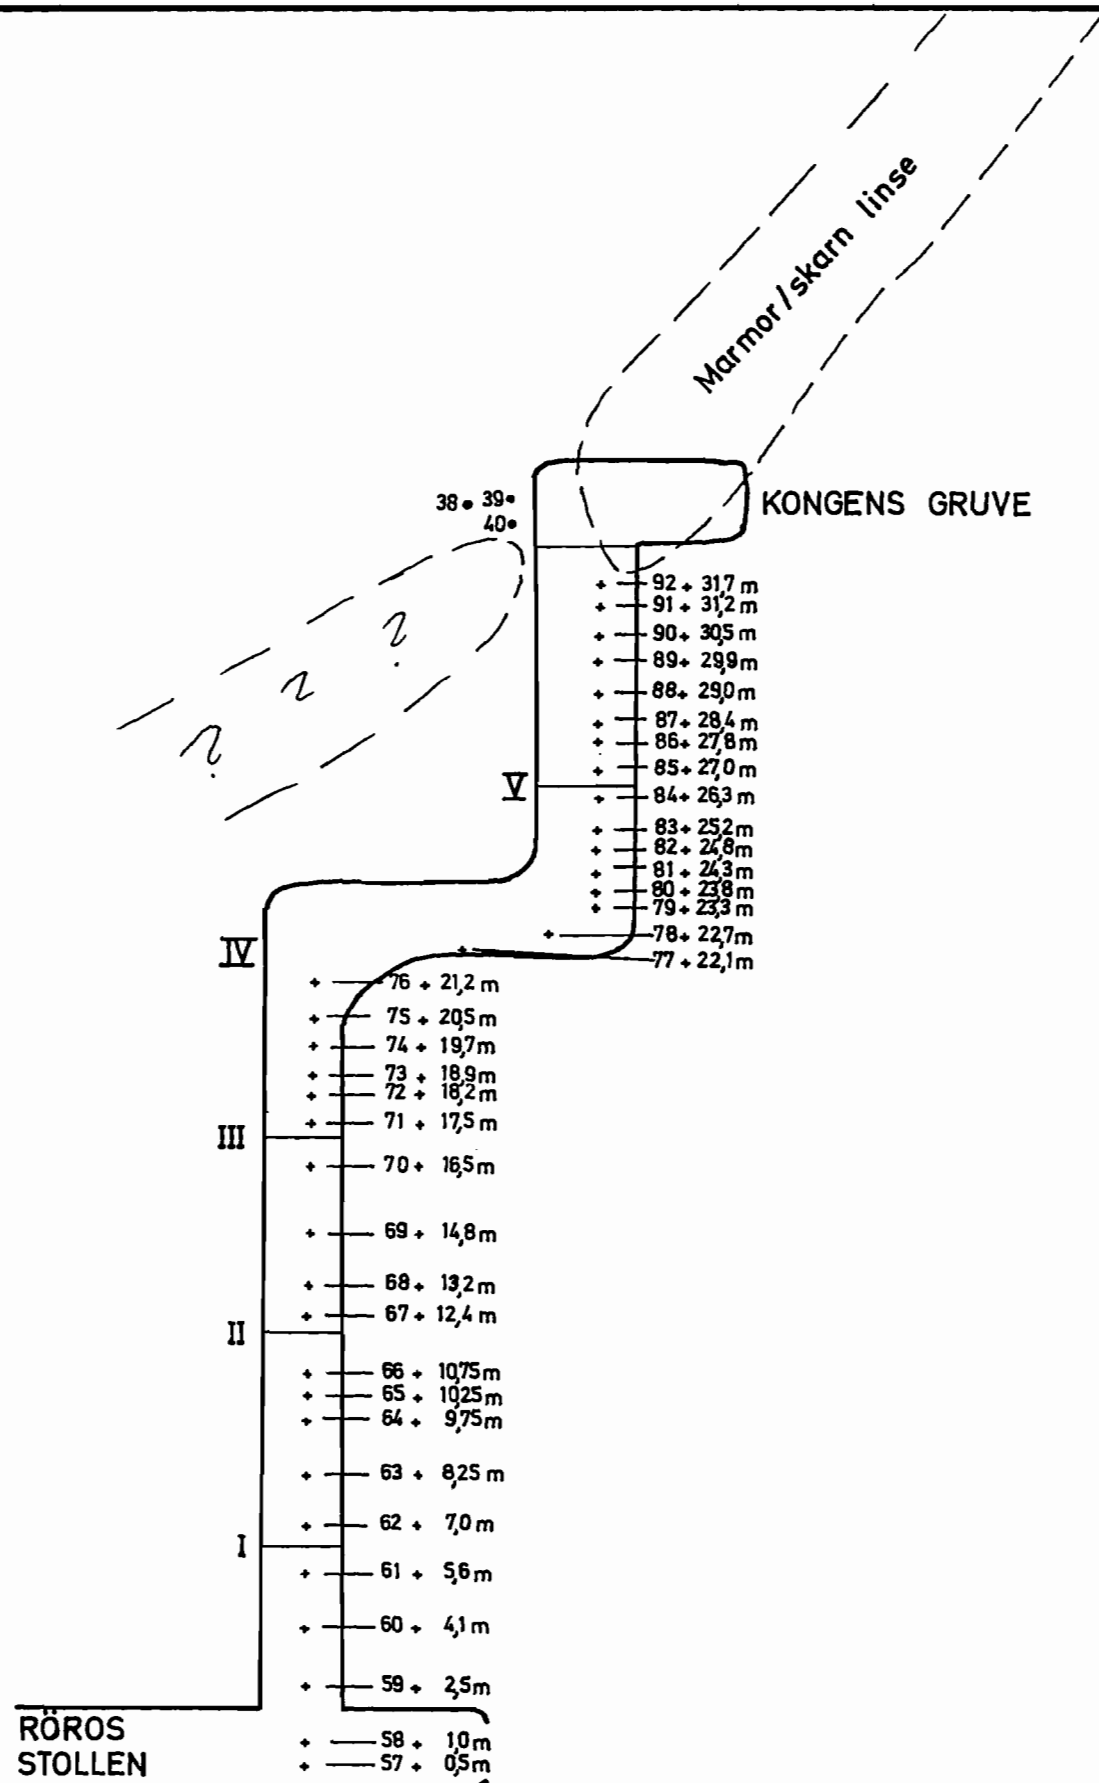 Marmor/skarn linse
KONGENS GRUVE
38 39
40
92 + 31,7 m
91 + 31,2 m
90 + 30,5 m
89 + 29,9 m
? ? ?
88 + 29,0 m
87 + 28,4 m
86 + 27,8 m
85 + 27,0 m
V
84 + 26,3 m
83 + 25,2 m
82 + 24,8 m
81 + 24,3 m
80 + 23,8 m
79 + 23,3 m
78 + 22,7 m
IV
77 + 22,1 m
76 + 21,2 m
75 + 20,5 m
74 + 19,7 m
73 + 18,9 m
72 + 18,2 m
71 + 17,5 m
III
70 + 16,5 m
69 + 14,8 m
68 + 13,2 m
67 + 12,4 m
II
66 + 10,75 m
65 + 10,25 m
64 + 9,75 m
63 + 8,25 m
62 + 7,0 m
I
61 + 5,6 m
60 + 4,1 m
59 + 2,5 m
RÖROS
STOLLEN
58 + 1,0 m
57 + 0,5 m